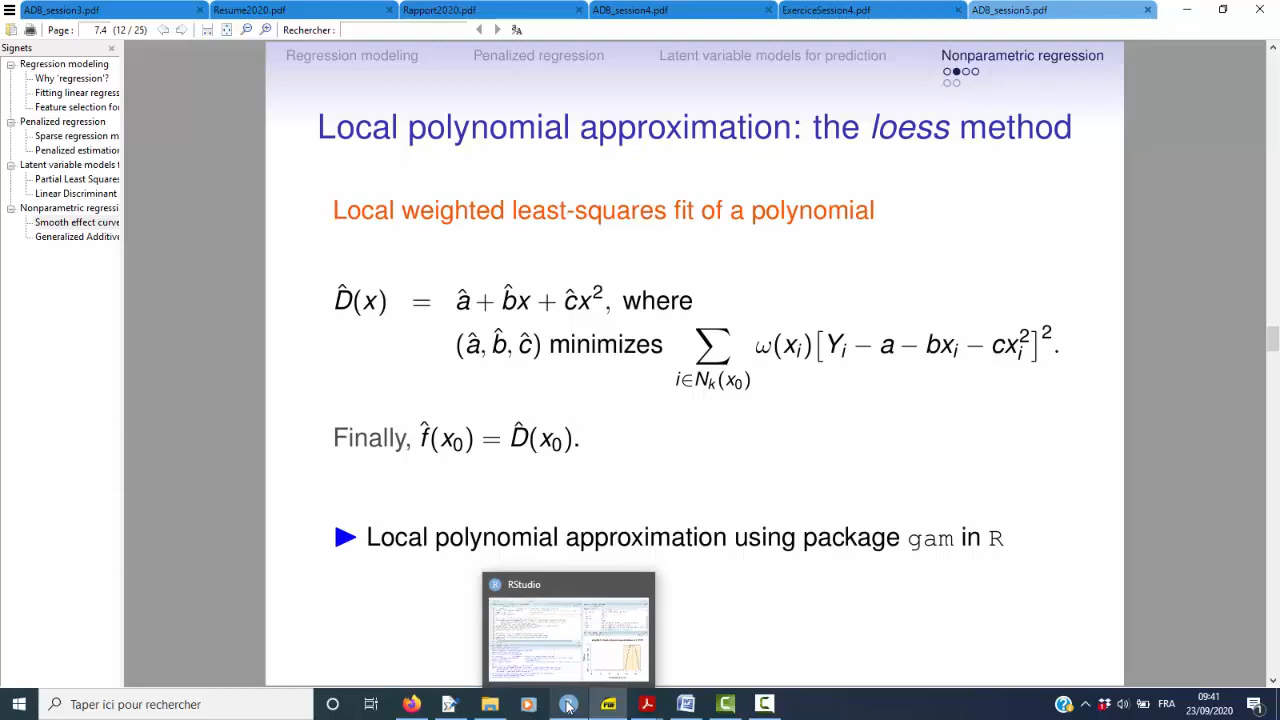 ADB_session3.pdf
Resume2020.pdf
Rapport2020.pdf
ADB_session4.pdf
ExerciceSession4.pdf
ADB_session5.pdf
Page : 7.4 (12 / 25) Rechercher :
Signets
Regression modeling
Why 'regression'?
Fitting linear regress
Feature selection for
Penalized regression
Sparse regression m
Penalized estimation
Latent variable models f
Partial Least Squares
Linear Discriminant
Nonparametric regressi
Smooth effect curve
Generalized Additive
Regression modeling Penalized regression Latent variable models for prediction Nonparametric regression
Local polynomial approximation: the loess method
Local weighted least-squares fit of a polynomial
D̂(x) = â + b̂x + ĉx², where
(â, b̂, ĉ) minimizes ∑ i∈Nₖ(x₀) ω(xᵢ)[Yᵢ − a − bxᵢ − cxᵢ²]².
Finally, f̂(x₀) = D̂(x₀).
Local polynomial approximation using package gam in R
RStudio
Taper ici pour rechercher
FRA
09:41
23/09/2020